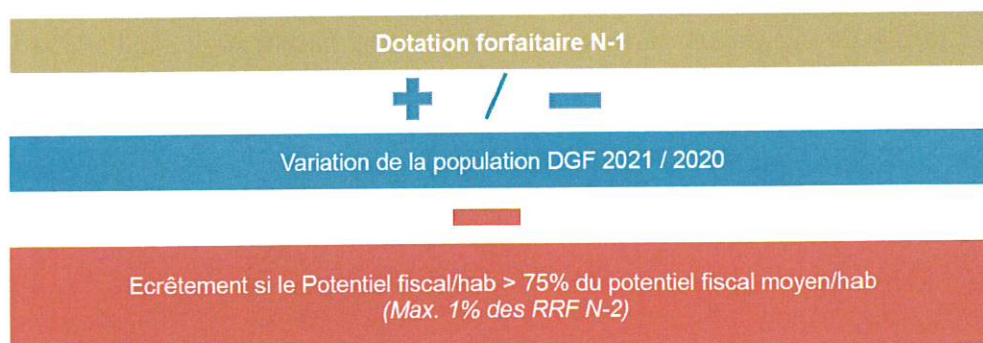 Dotation forfaitaire N-1
+ / -
Variation de la population DGF 2021 / 2020
-
Ecrêtement si le Potentiel fiscal/hab > 75% du potentiel fiscal moyen/hab
(Max. 1% des RRF N-2)